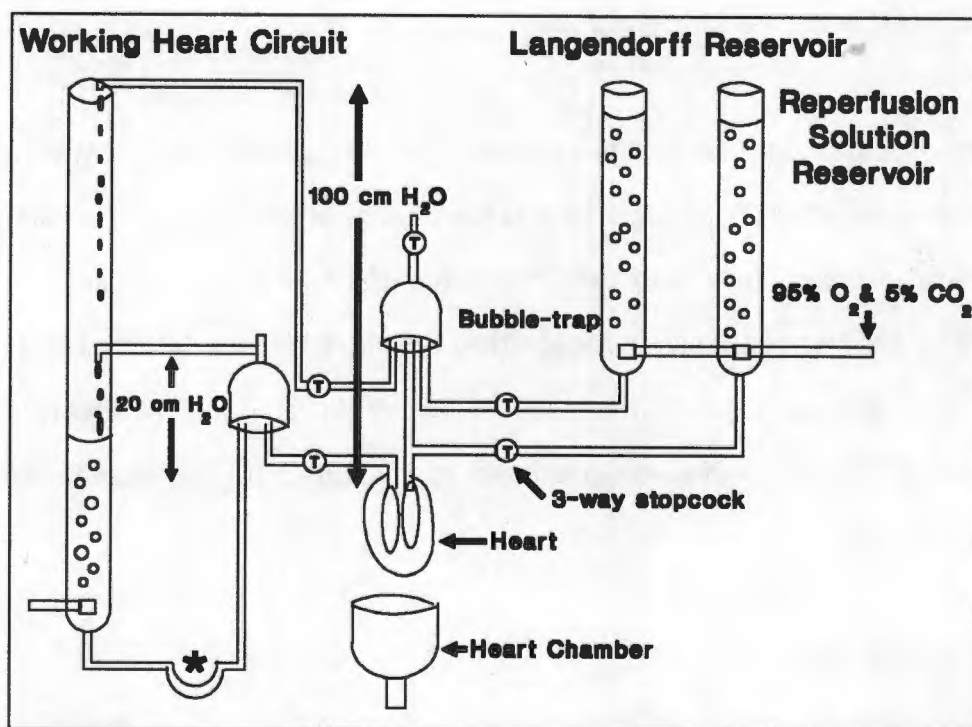 Working Heart Circuit
Langendorff Reservoir
Reperfusion
Solution
Reservoir
100 cm H₂O
T
95% O₂ & 5% CO₂
Bubble-trap
20 cm H₂O
T
T
T
T
3-way stopcock
Heart
*
Heart Chamber